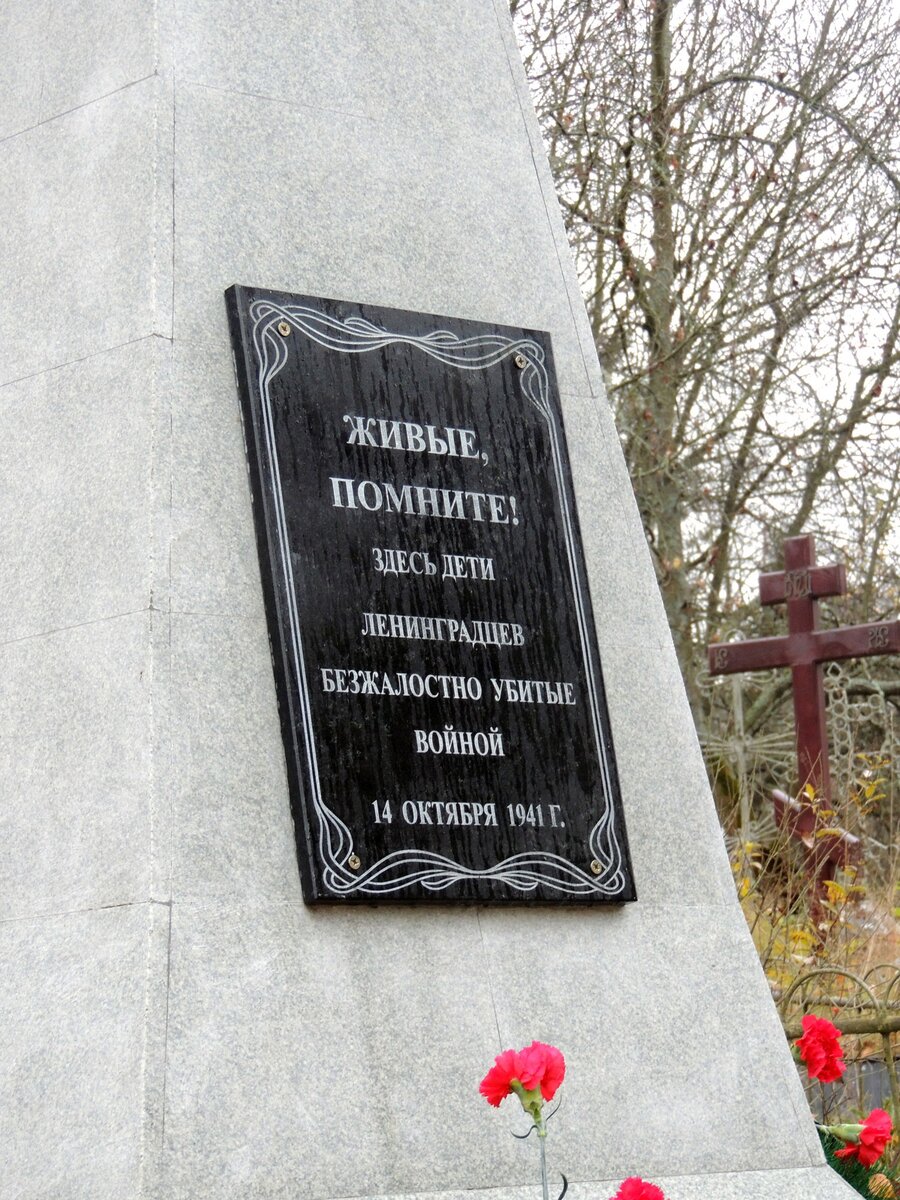 ЖИВЫЕ,
ПОМНИТЕ!
ЗДЕСЬ ДЕТИ
ЛЕНИНГРАДЦЕВ
БЕЗЖАЛОСТНО УБИТЫЕ
ВОЙНОЙ
14 ОКТЯБРЯ 1941 Г.